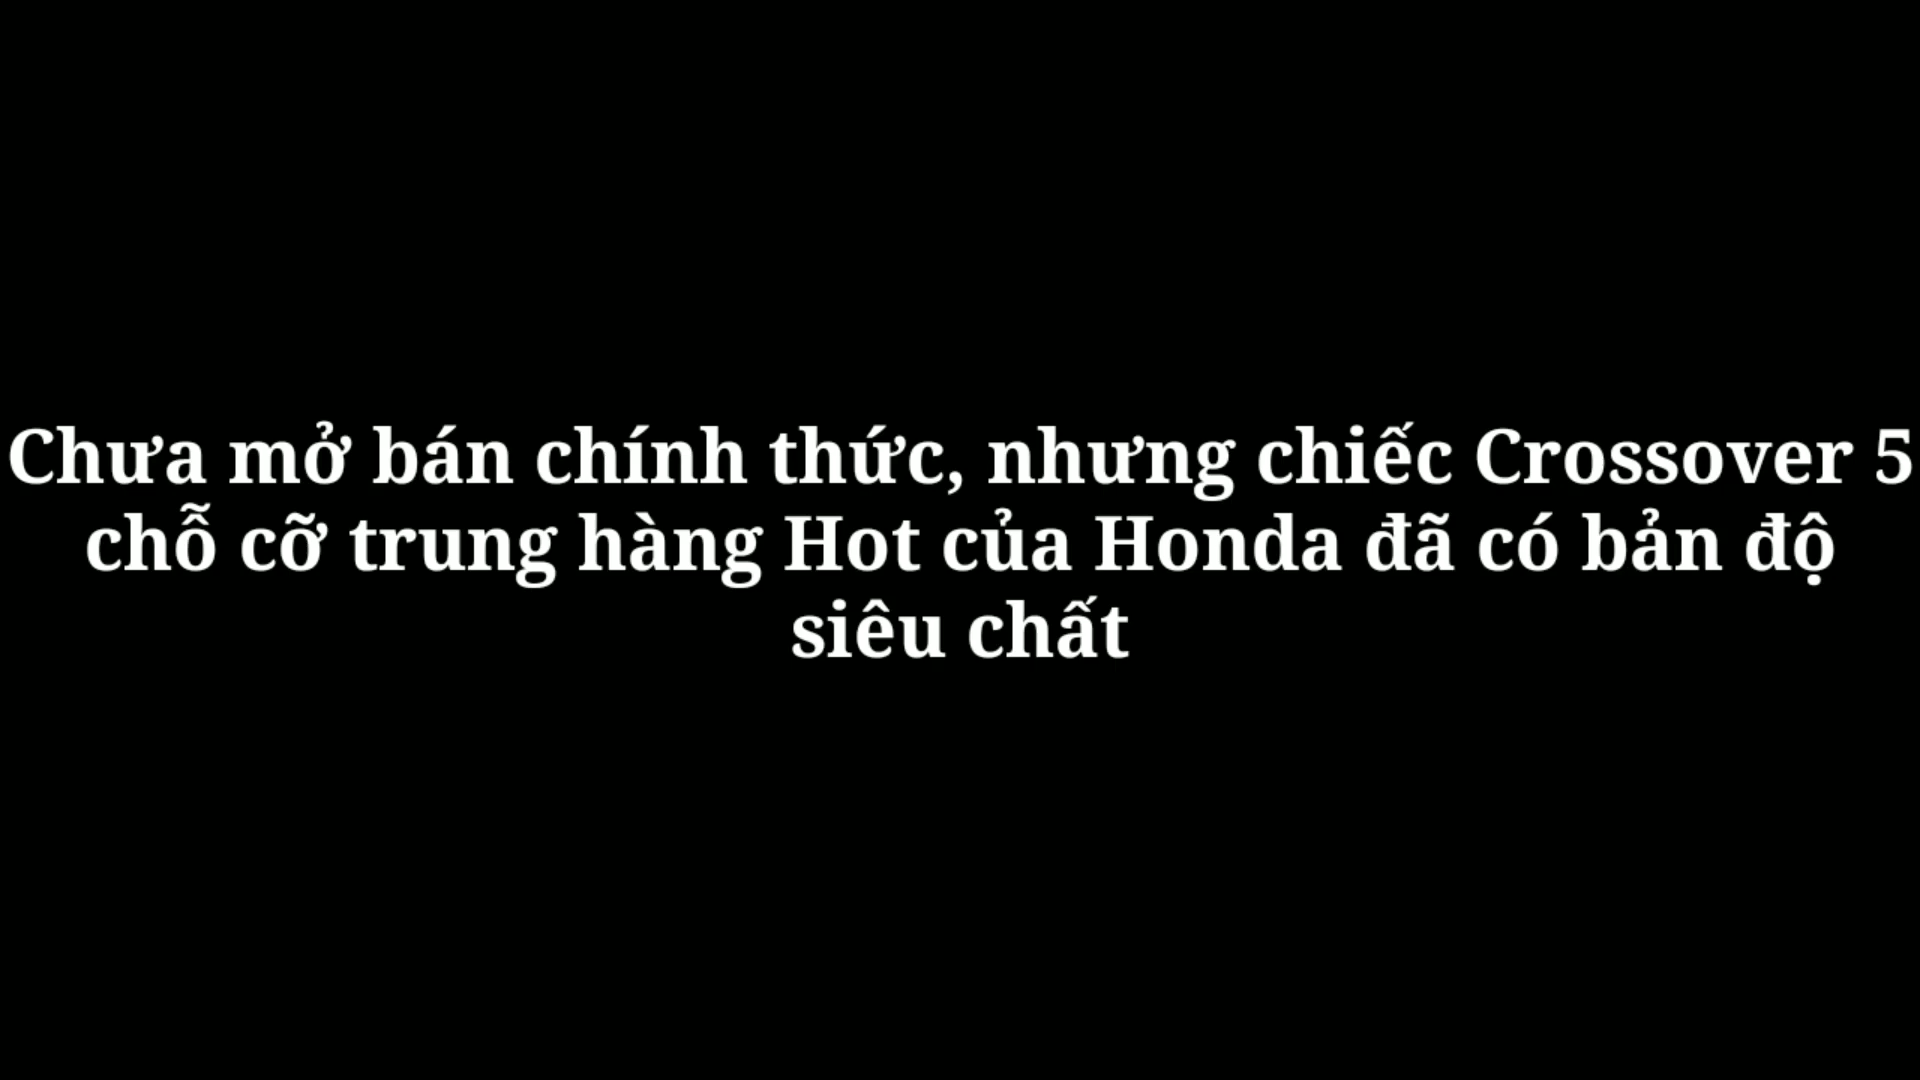 Chưa mở bán chính thức, nhưng chiếc Crossover 5
chỗ cỡ trung hàng Hot của Honda đã có bản độ
siêu chất